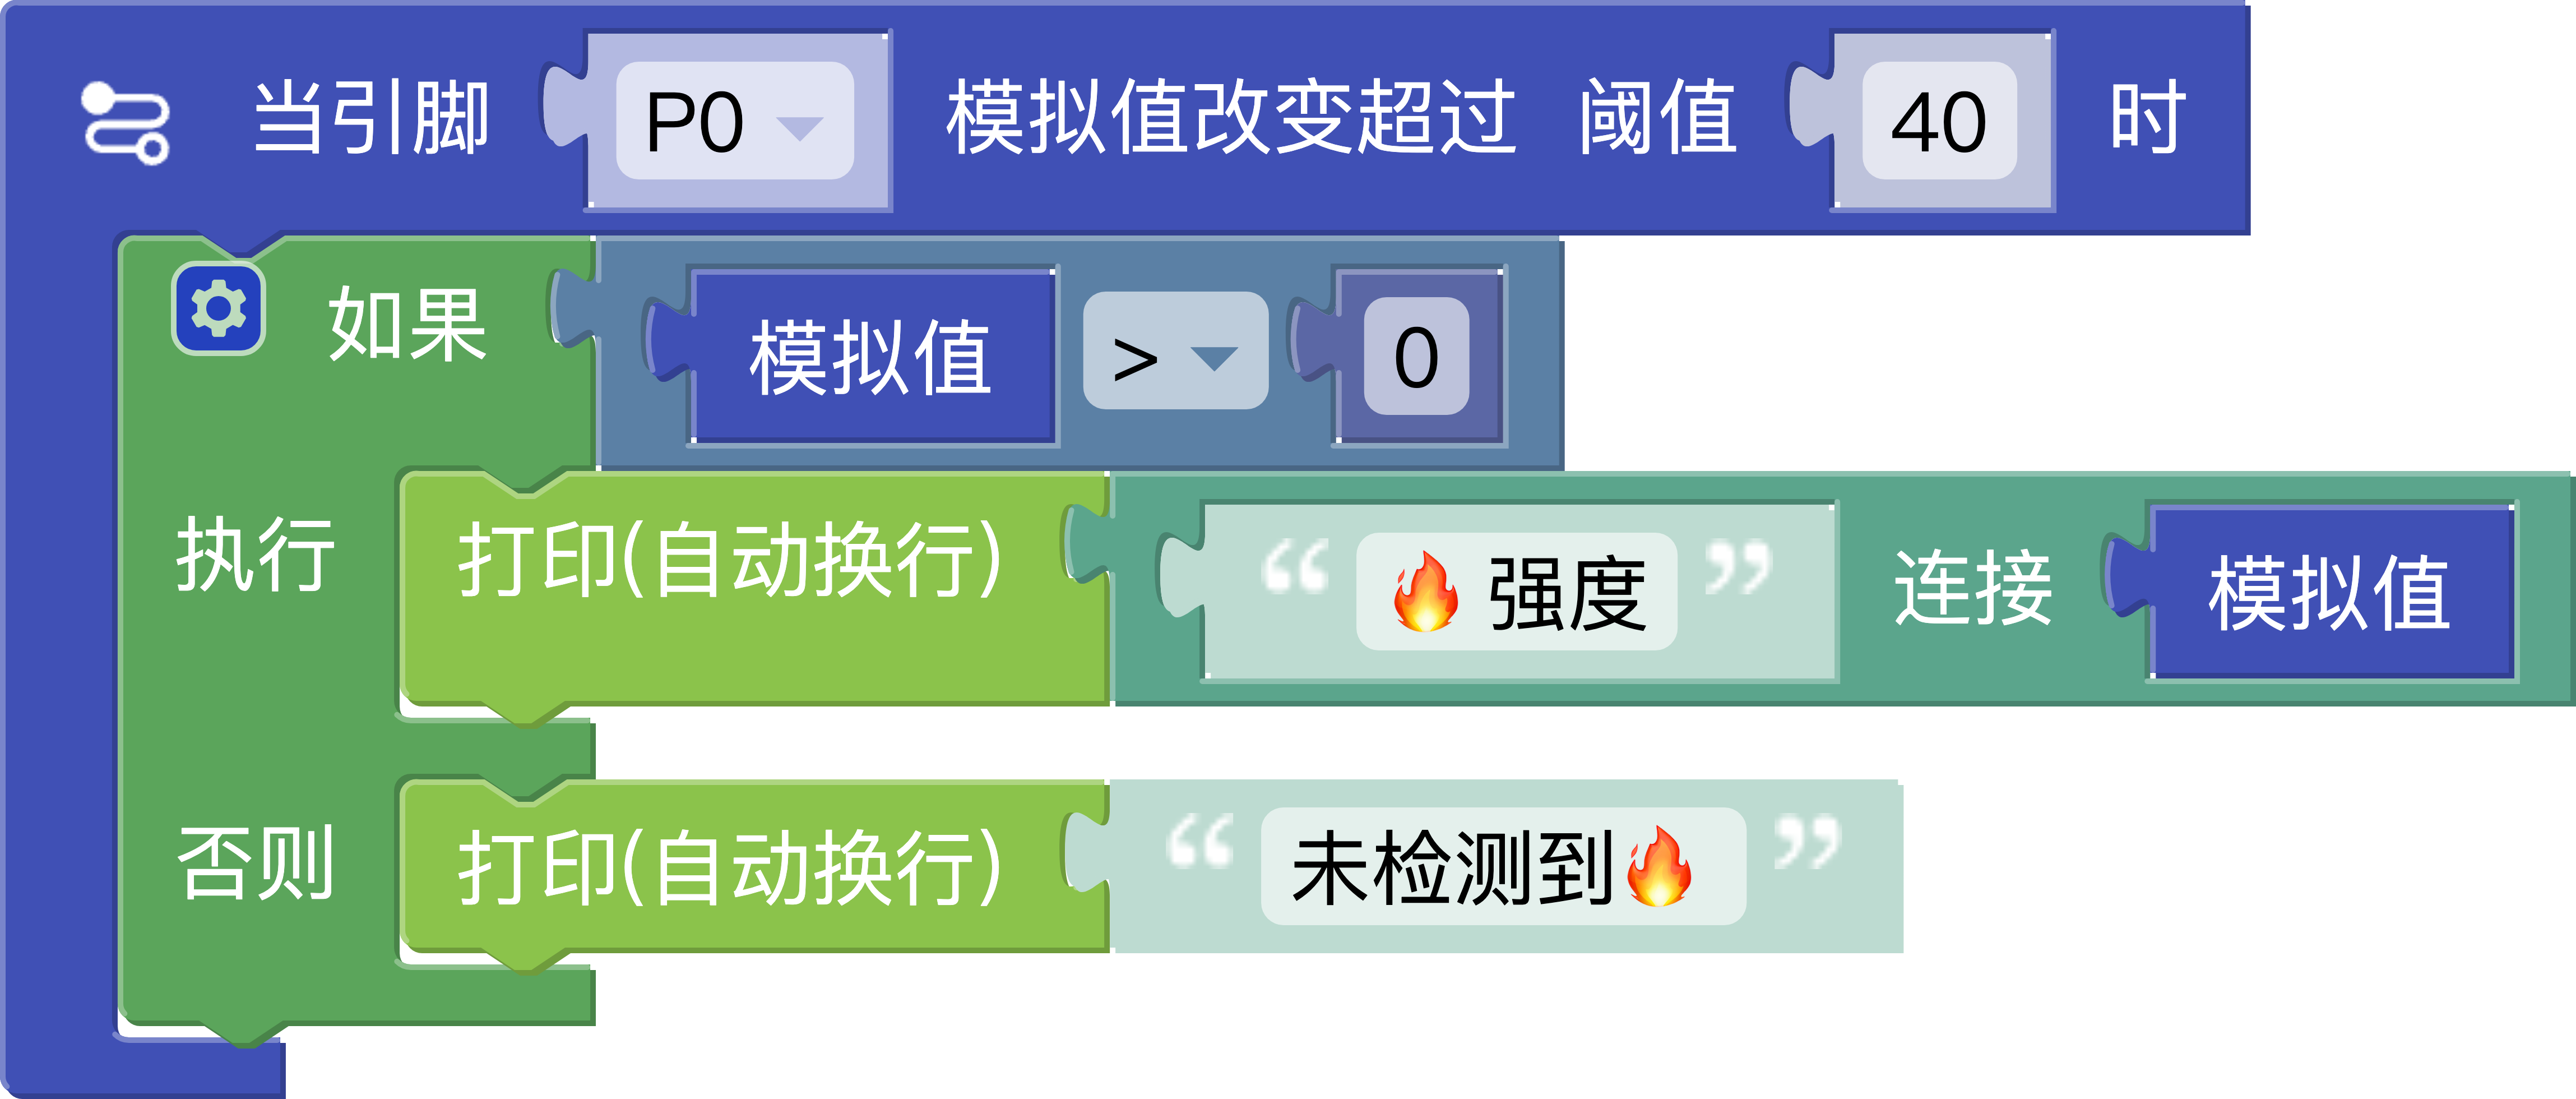 当引脚 P0 模拟值改变超过 阈值 40 时
如果 模拟值 > 0
执行 打印(自动换行) “ 🔥 强度 ” 连接 模拟值
否则 打印(自动换行) “ 未检测到🔥 ”